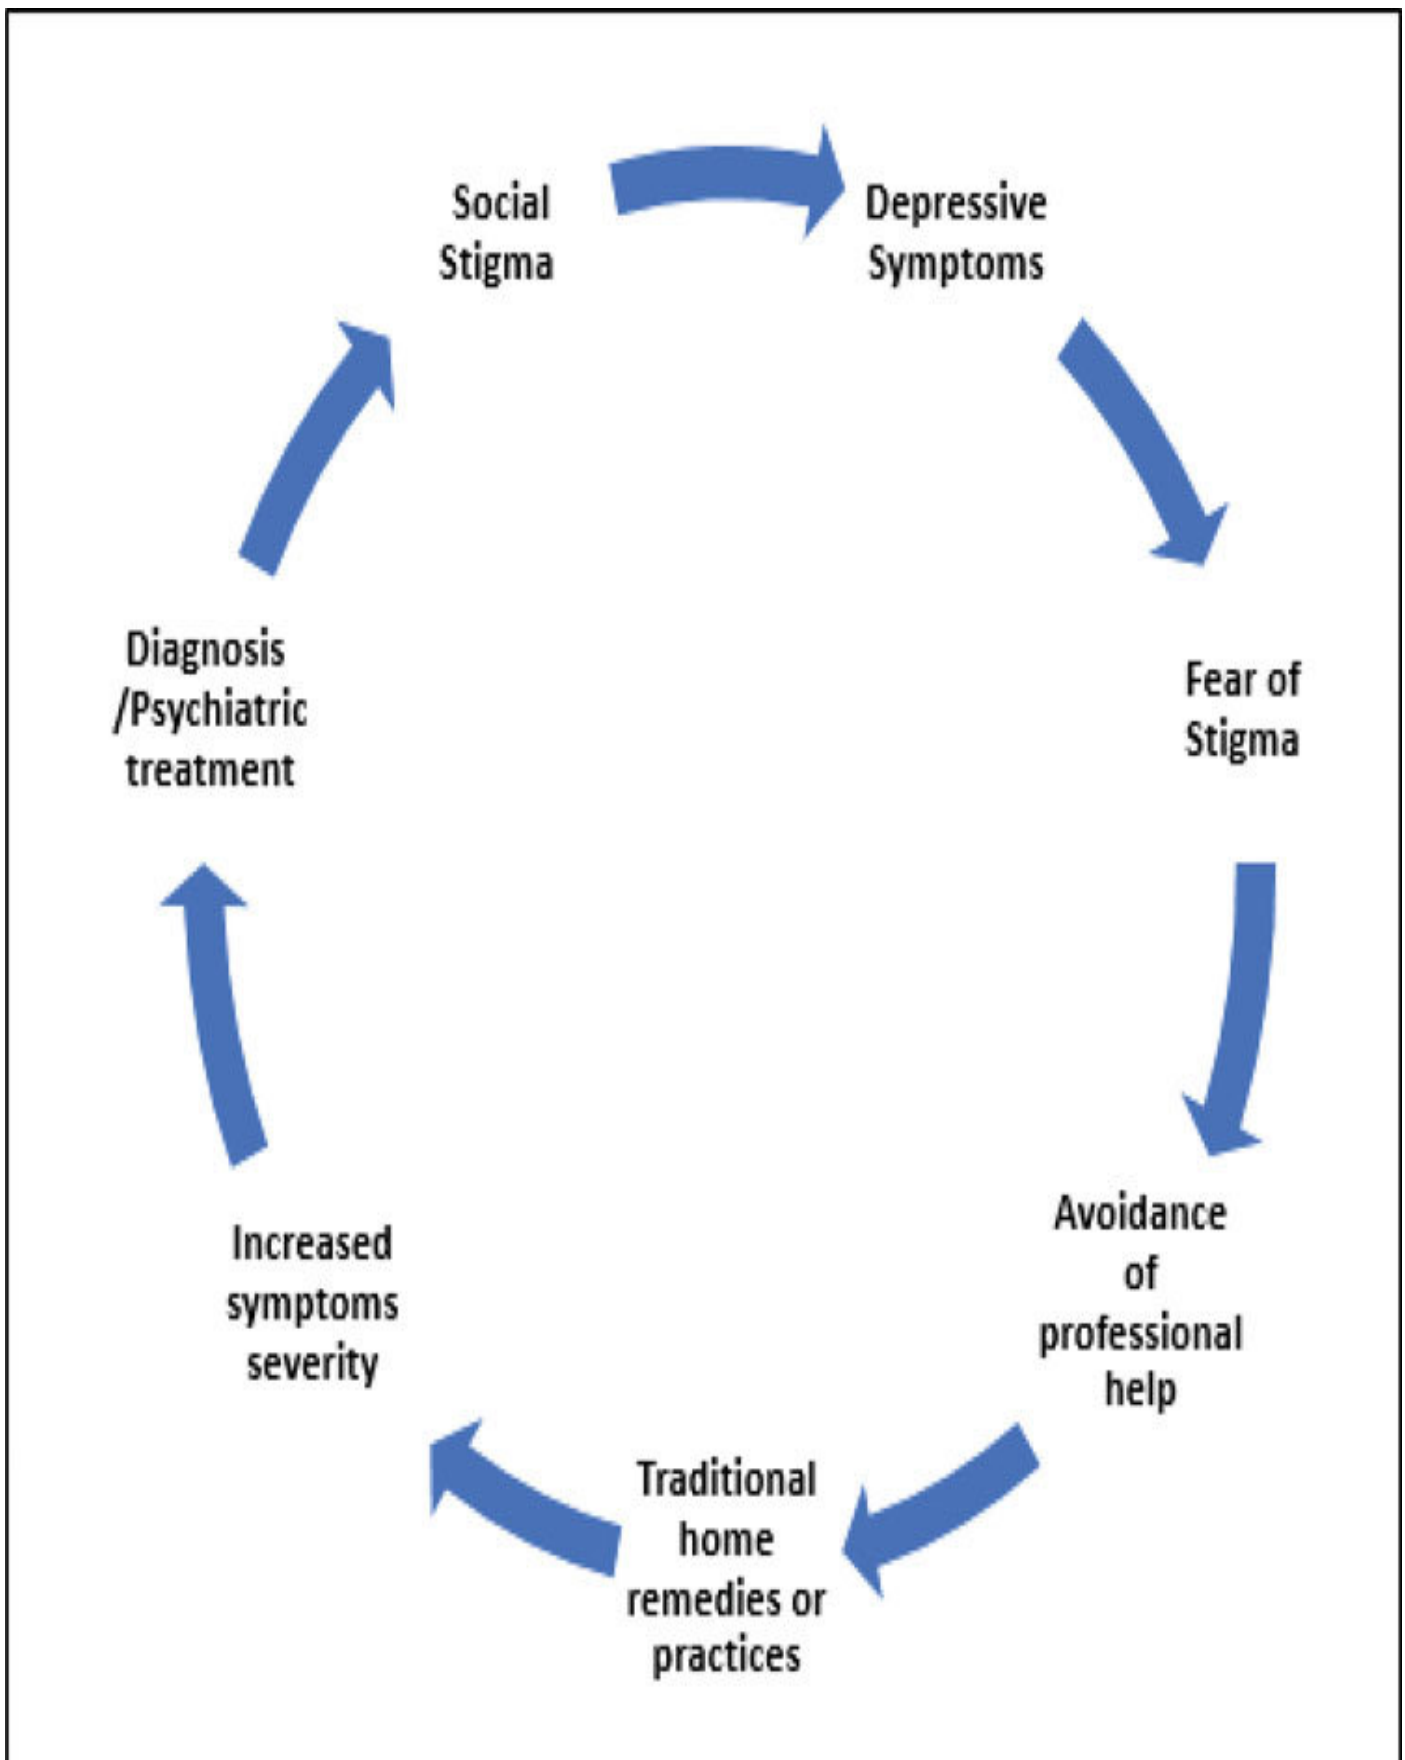 Social
Stigma
Depressive
Symptoms
Fear of
Stigma
Avoidance
of
professional
help
Traditional
home
remedies or
practices
Increased
symptoms
severity
Diagnosis
/Psychiatric
treatment